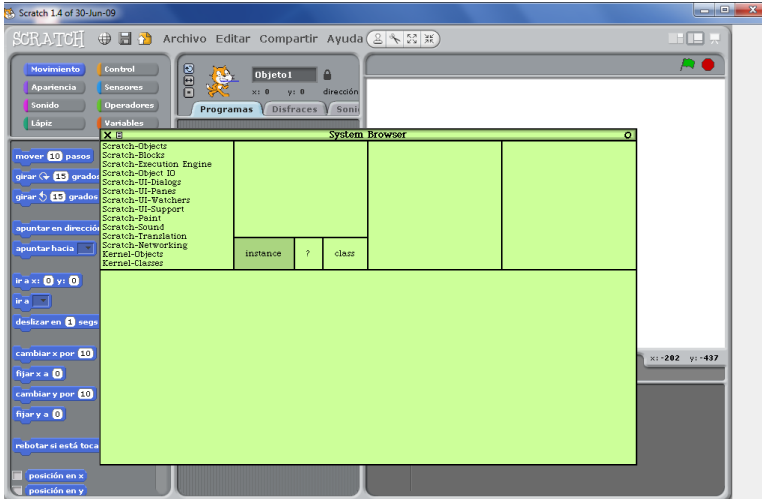 Scratch 1.4 of 30-Jun-09
SCRATCH Archivo Editar Compartir Ayuda
Movimiento Control
Apariencia Sensores
Sonido Operadores
Lápiz Variables
Objeto1
x: 0 y: 0 dirección
Programas Disfraces Soni
mover 10 pasos
girar 15 grados
girar 15 grados
apuntar en direcció
apuntar hacia
ir a x: 0 y: 0
ir a
deslizar en 1 segs
cambiar x por 10
fijar x a 0
cambiar y por 10
fijar y a 0
rebotar si está toca
posición en x
posición en y
System Browser
Scratch-Objects
Scratch-Blocks
Scratch-Execution Engine
Scratch-Object IO
Scratch-UI-Dialogs
Scratch-UI-Panes
Scratch-UI-Watchers
Scratch-UI-Support
Scratch-Paint
Scratch-Sound
Scratch-Translation
Scratch-Networking
Kernel-Objects
Kernel-Classes
instance ? class
x: -202 y: -437